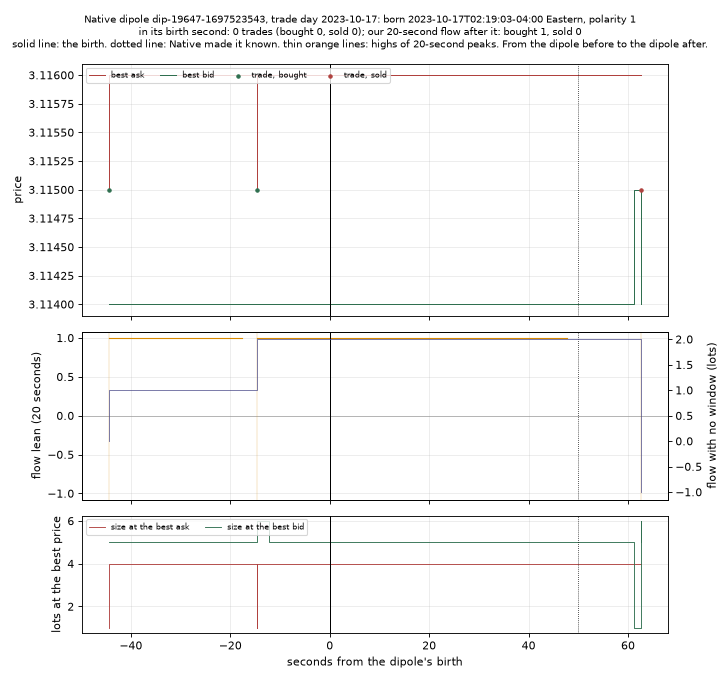 Native dipole dip-19647-1697523543, trade day 2023-10-17: born 2023-10-17T02:19:03-04:00 Eastern, polarity 1
in its birth second: 0 trades (bought 0, sold 0); our 20-second flow after it: bought 1, sold 0
solid line: the birth. dotted line: Native made it known. thin orange lines: highs of 20-second peaks. From the dipole before to the dipole after.
best ask
best bid
trade, bought
trade, sold
3.11600
3.11575
3.11550
3.11525
3.11500
3.11475
3.11450
3.11425
3.11400
price
1.0
0.5
0.0
−0.5
−1.0
flow lean (20 seconds)
2.0
1.5
1.0
0.5
0.0
−0.5
−1.0
flow with no window (lots)
size at the best ask
size at the best bid
6
4
2
lots at the best price
−40
−20
0
20
40
60
seconds from the dipole's birth